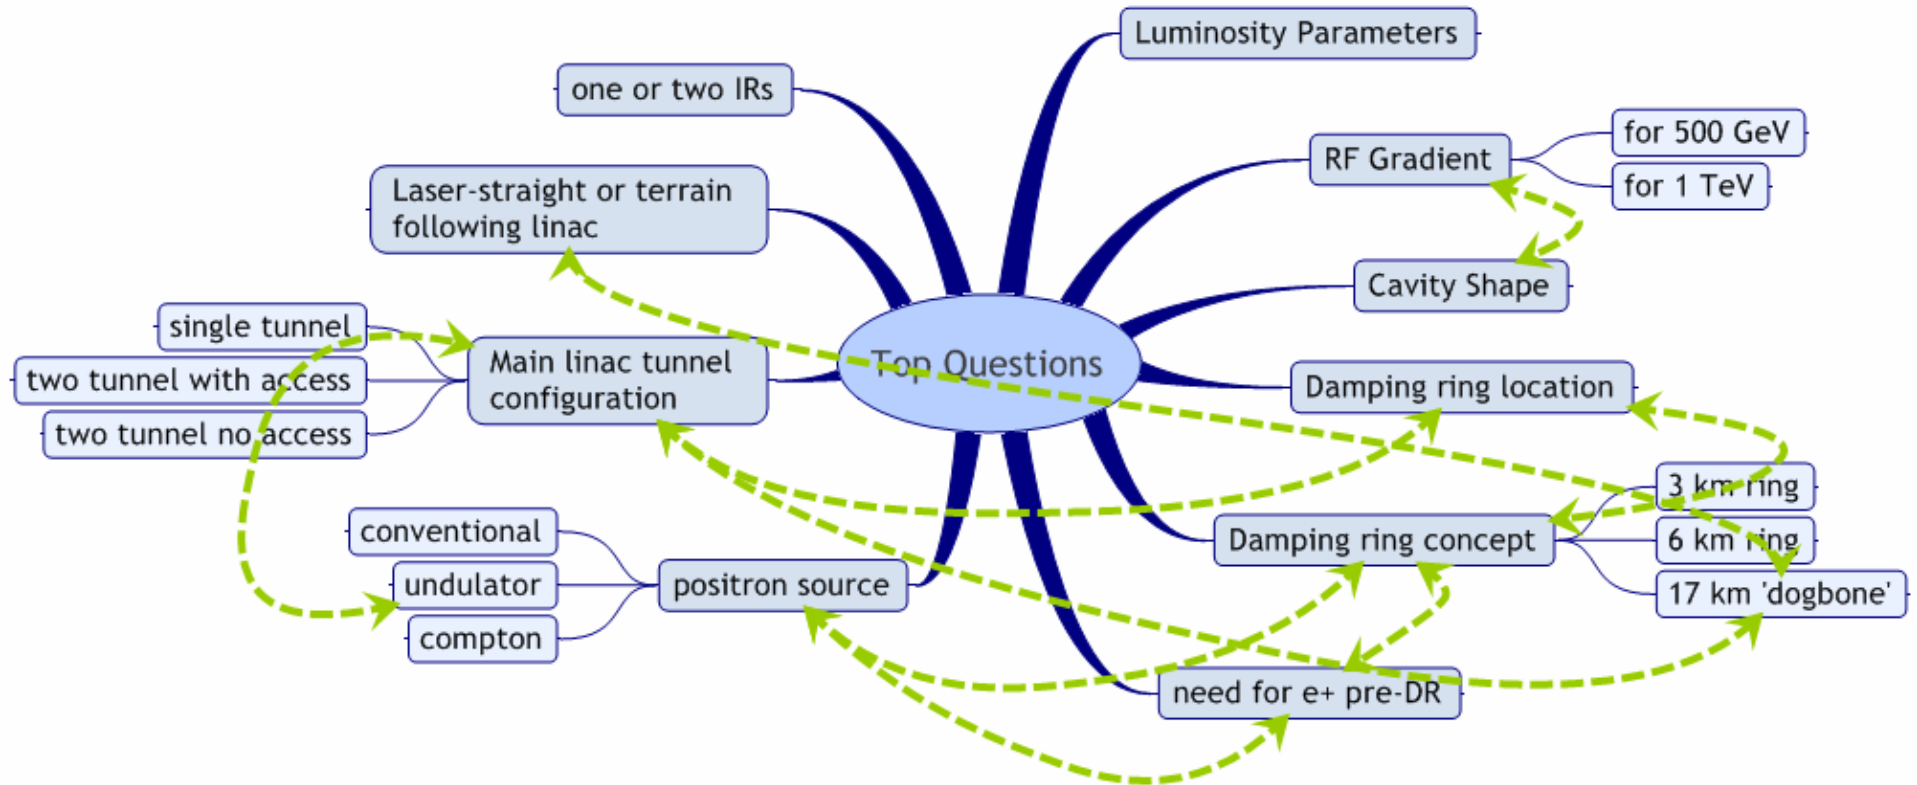 Luminosity Parameters
one or two IRs
for 500 GeV
RF Gradient
for 1 TeV
Laser-straight or terrain
following linac
Cavity Shape
single tunnel
Main linac tunnel
configuration
two tunnel with access
two tunnel no access
Top Questions
Damping ring location
3 km ring
Damping ring concept
6 km ring
17 km 'dogbone'
conventional
undulator
positron source
compton
need for e+ pre-DR